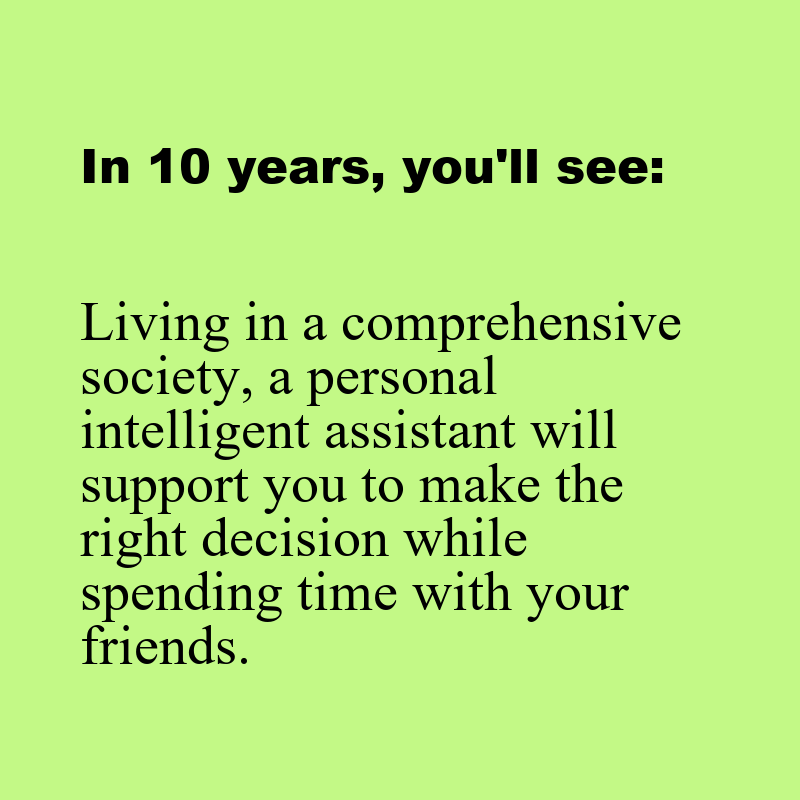 In 10 years, you'll see:
Living in a comprehensive
society, a personal
intelligent assistant will
support you to make the
right decision while
spending time with your
friends.